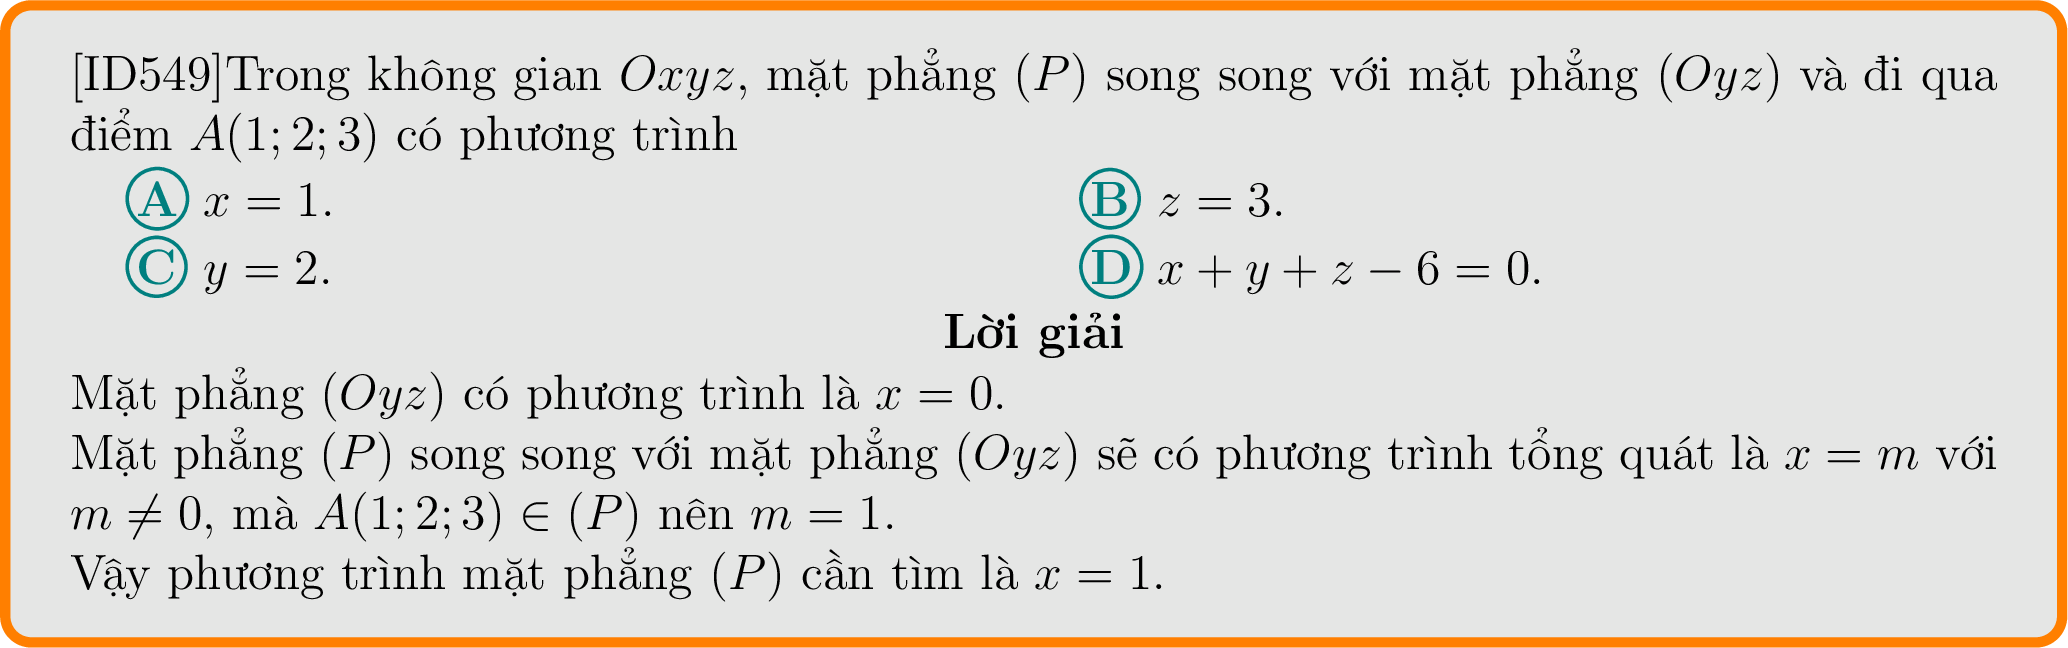 [ID549]Trong không gian Oxyz, mặt phẳng (P) song song với mặt phẳng (Oyz) và đi qua
điểm A(1; 2; 3) có phương trình
A x = 1. B z = 3.
C y = 2. D x + y + z − 6 = 0.
Lời giải
Mặt phẳng (Oyz) có phương trình là x = 0.
Mặt phẳng (P) song song với mặt phẳng (Oyz) sẽ có phương trình tổng quát là x = m với
m ≠ 0, mà A(1; 2; 3) ∈ (P) nên m = 1.
Vậy phương trình mặt phẳng (P) cần tìm là x = 1.